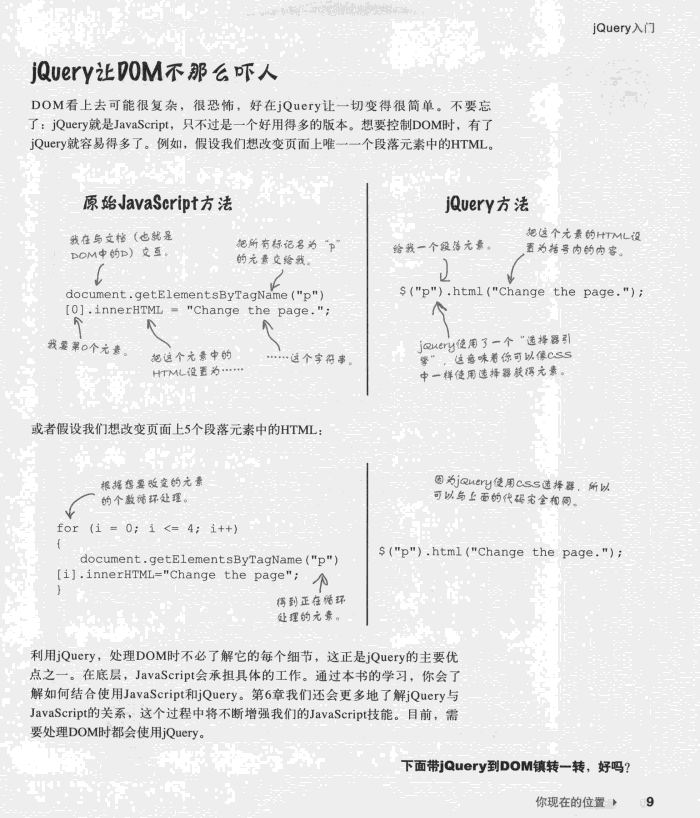 jQuery入门
jQuery让DOM不那么吓人
DOM看上去可能很复杂，很恐怖，好在jQuery让一切变得很简单。不要忘
了：jQuery就是JavaScript，只不过是一个好用得多的版本。想要控制DOM时，有了
jQuery就容易得多了。例如，假设我们想改变页面上唯一一个段落元素中的HTML。
原始JavaScript方法
我在与文档（也就是
DOM中的D）交互。
把所有标记名为“p”
的元素交给我。
document.getElementsByTagName("p")
[0].innerHTML = "Change the page.";
我要第0个元素。
把这个元素中的
HTML设置为……
……这个字符串。
jQuery方法
给我一个段落元素。
把这个元素的HTML设
置为括号内的内容。
$("p").html("Change the page.");
jQuery使用了一个“选择器引
擎”，这意味着你可以像CSS
中一样使用选择器获得元素。
或者假设我们想改变页面上5个段落元素中的HTML：
根据想要改变的元素
的个数循环处理。
for (i = 0; i <= 4; i++)
{
document.getElementsByTagName("p")
[i].innerHTML="Change the page";
}
得到正在循环
处理的元素。
因为jQuery使用CSS选择器，所以
可以与上面的代码完全相同。
$("p").html("Change the page.");
利用jQuery，处理DOM时不必了解它的每个细节，这正是jQuery的主要优
点之一。在底层，JavaScript会承担具体的工作。通过本书的学习，你会了
解如何结合使用JavaScript和jQuery。第6章我们还会更多地了解jQuery与
JavaScript的关系，这个过程中将不断增强我们的JavaScript技能。目前，需
要处理DOM时都会使用jQuery。
下面带jQuery到DOM镇转一转，好吗？
你现在的位置 ▶ 9